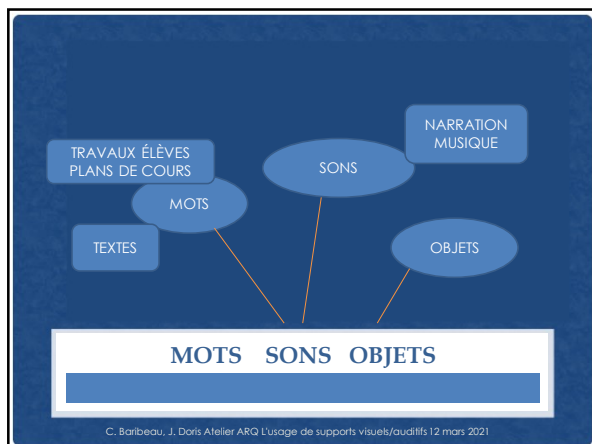 NARRATION
MUSIQUE
TRAVAUX ÉLÈVES
PLANS DE COURS
SONS
MOTS
TEXTES
OBJETS
MOTS SONS OBJETS
C. Baribeau, J. Doris Atelier ARQ L'usage de supports visuels/auditifs 12 mars 2021